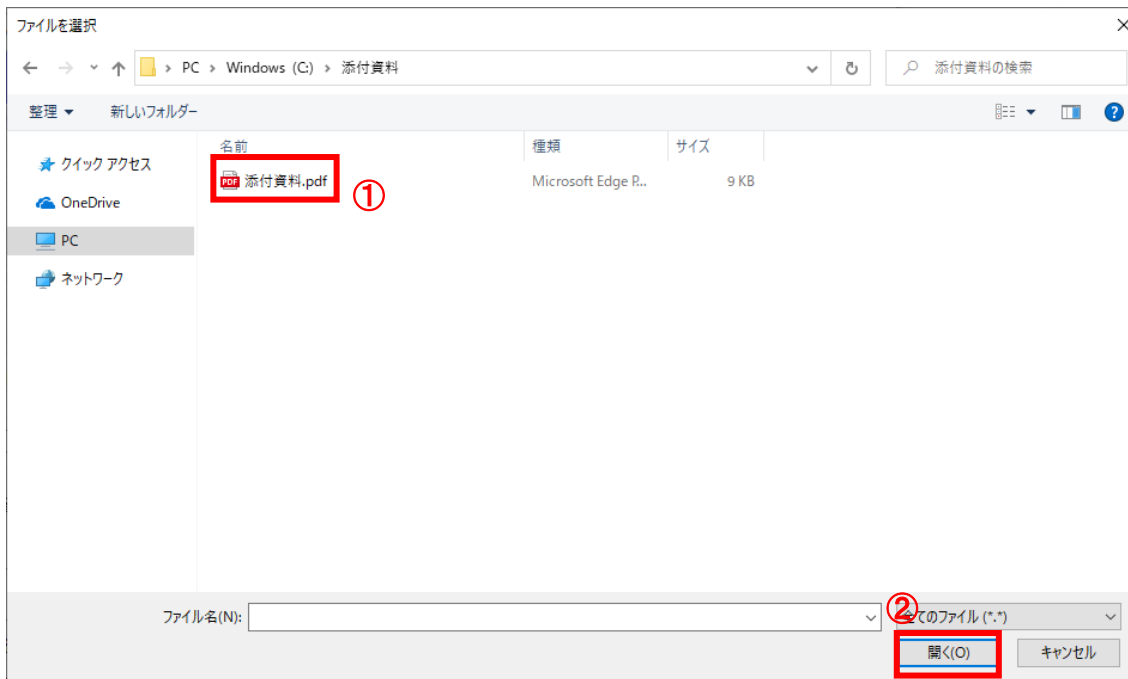 ファイルを選択
PC > Windows (C:) > 添付資料
添付資料の検索
整理 新しいフォルダー
名前 種類 サイズ
クイック アクセス
PDF 添付資料.pdf Microsoft Edge P... 9 KB
①
OneDrive
PC
ネットワーク
ファイル名(N):
②
全てのファイル (*.*)
開く(O) キャンセル